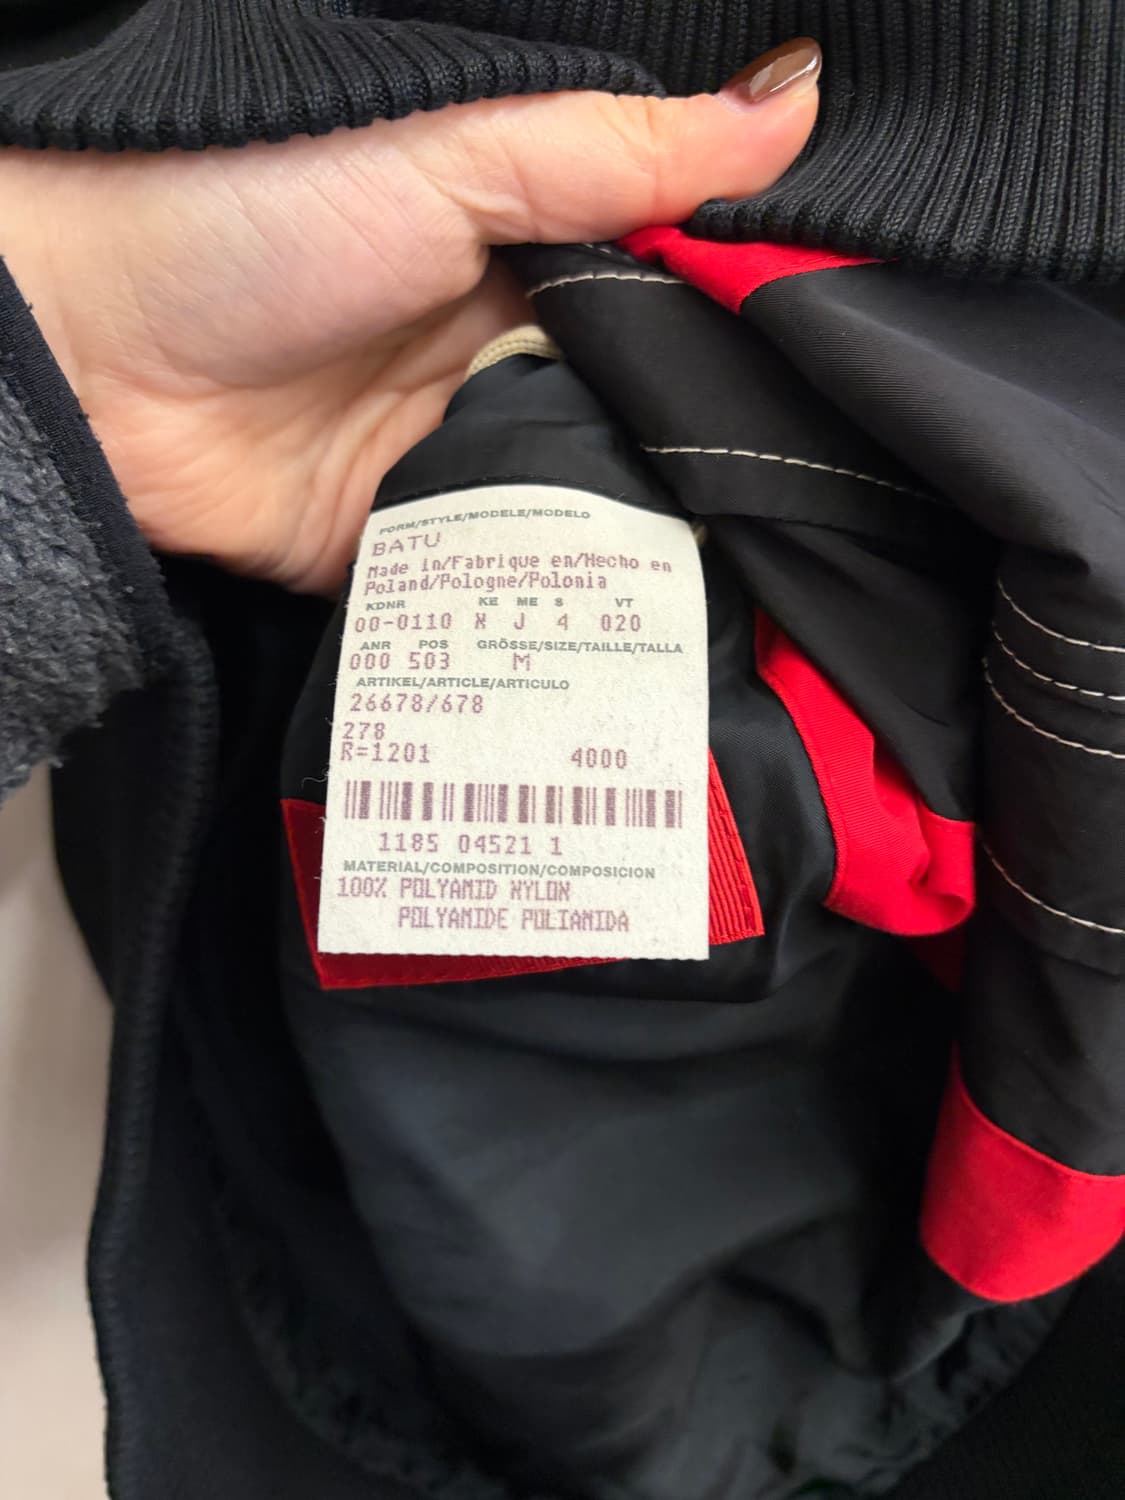 FORM/STYLE/MODELE/MODELO
BATU
Made in/Fabrique en/Hecho en
Poland/Pologne/Polonia
KDNR KE ME S VT
00-0110 X J 4 020
ANR POS GRÖSSE/SIZE/TAILLE/TALLA
000 503 M
ARTIKEL/ARTICLE/ARTICULO
26678/678
278
R=1201 4000
1185 04521 1
MATERIAL/COMPOSITION/COMPOSICION
100% POLYAMID NYLON
POLYAMIDE POLIAMIDA